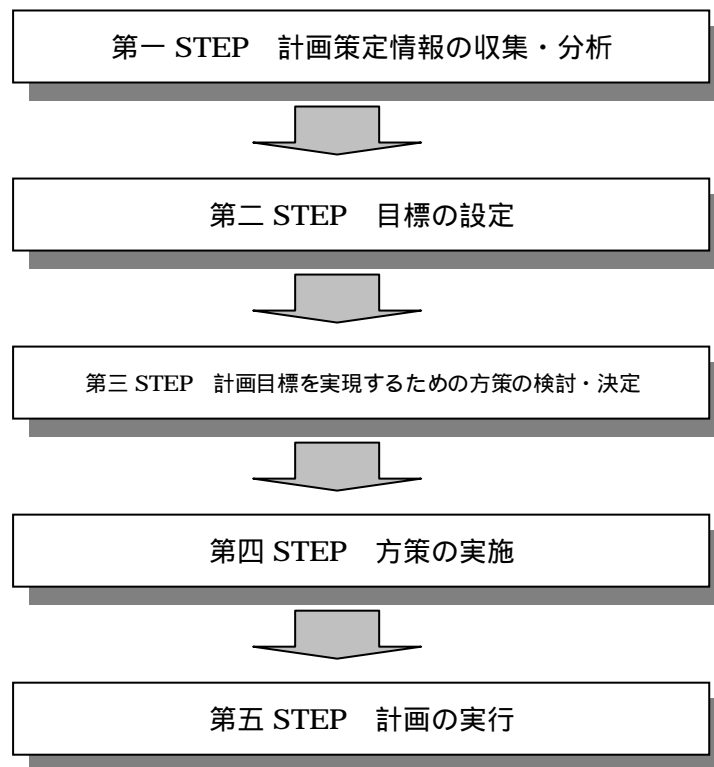 第一 STEP　計画策定情報の収集・分析
第二 STEP　目標の設定
第三 STEP　計画目標を実現するための方策の検討・決定
第四 STEP　方策の実施
第五 STEP　計画の実行